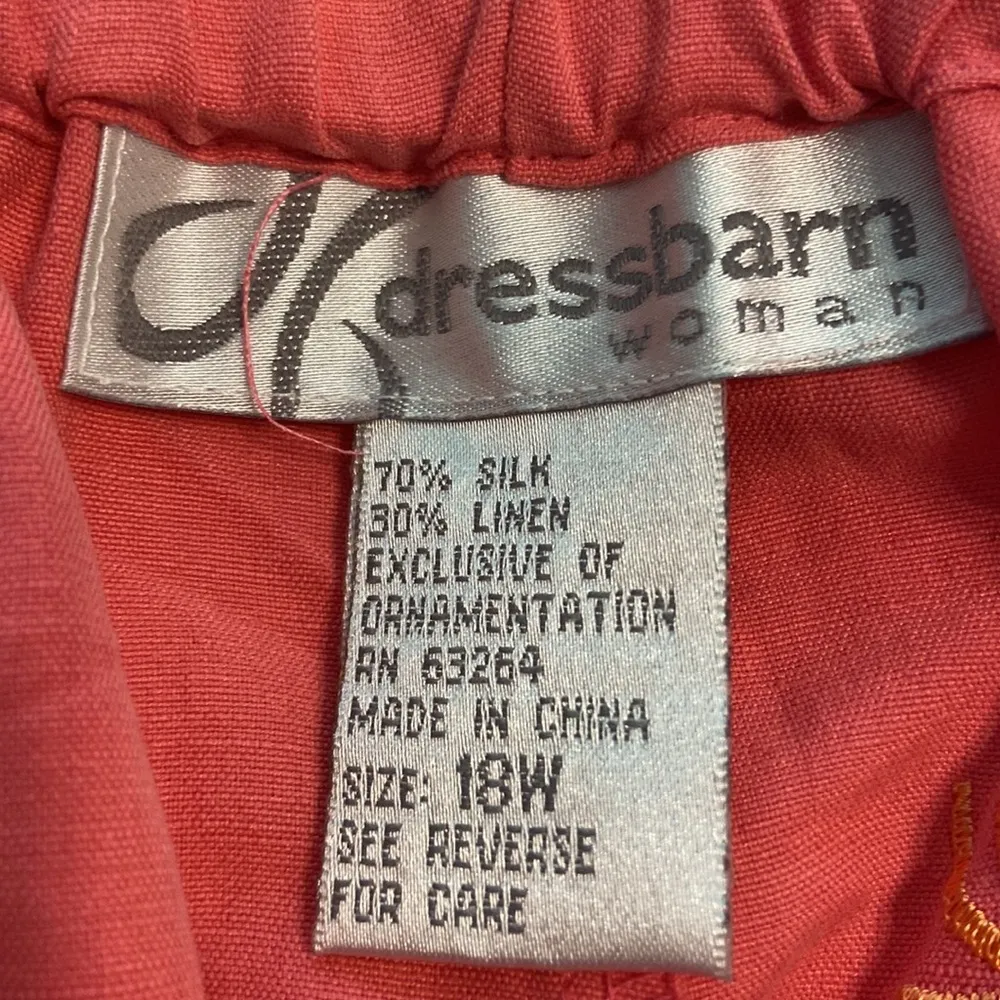 dressbarn
woman
70% SILK
30% LINEN
EXCLUSIVE OF
ORNAMENTATION
RN 63264
MADE IN CHINA
SIZE: 18W
SEE REVERSE
FOR CARE